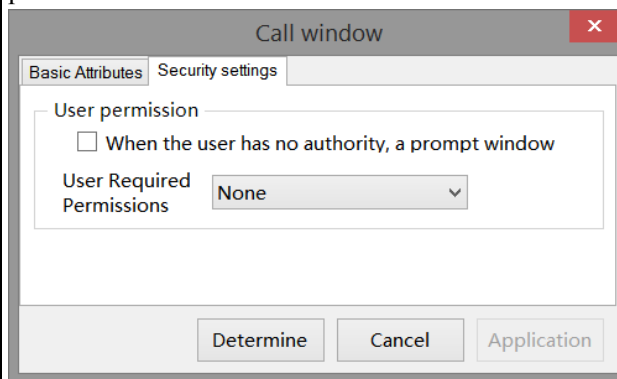 Call window
Basic Attributes Security settings
User permission
When the user has no authority, a prompt window
User Required
Permissions
None
Determine Cancel Application